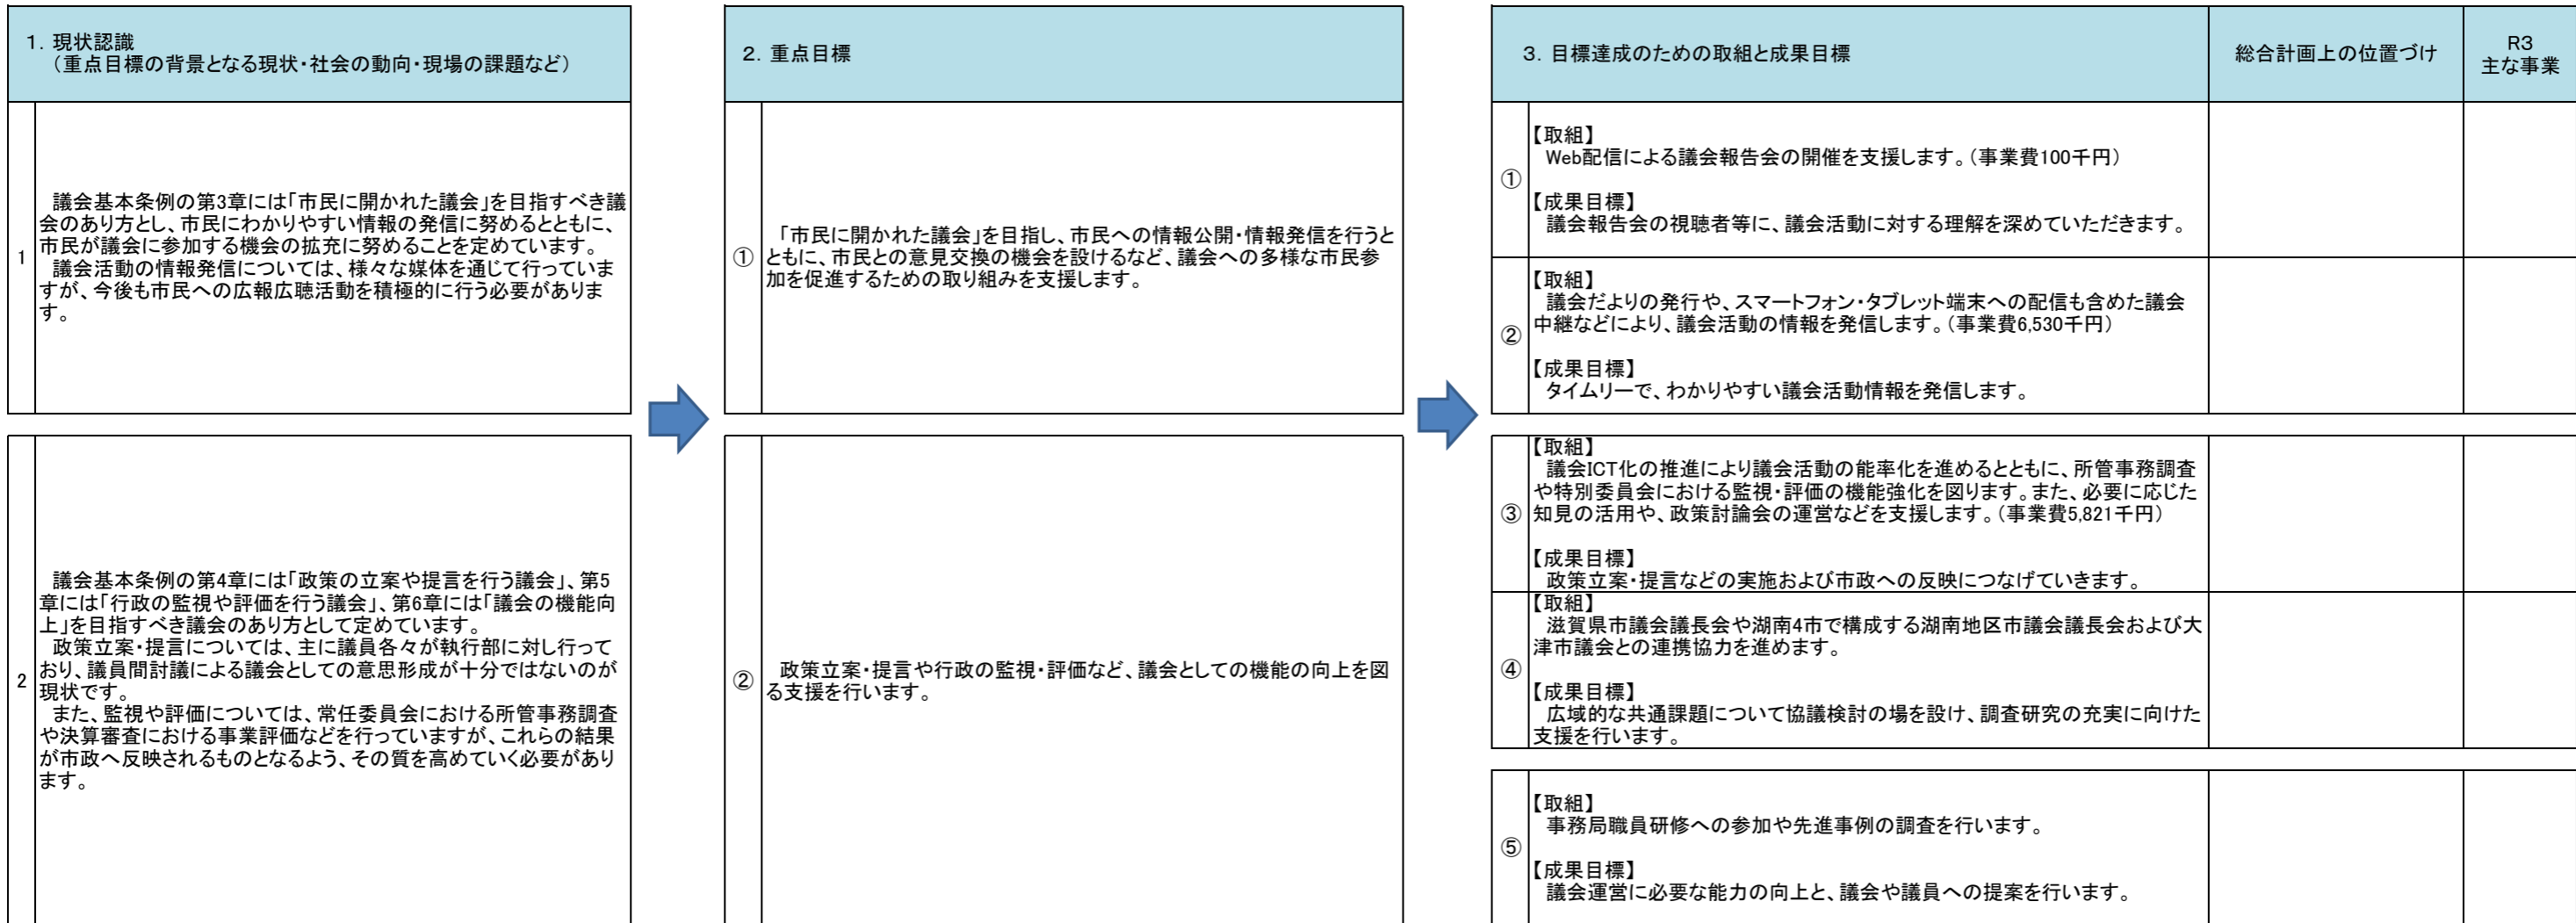 1．現状認識
（重点目標の背景となる現状・社会の動向・現場の課題など）
1
議会基本条例の第3章には「市民に開かれた議会」を目指すべき議
会のあり方とし、市民にわかりやすい情報の発信に努めるとともに、
市民が議会に参加する機会の拡充に努めることを定めています。
議会活動の情報発信については、様々な媒体を通じて行っていま
すが、今後も市民への広報広聴活動を積極的に行う必要がありま
す。
2
議会基本条例の第4章には「政策の立案や提言を行う議会」、第5
章には「行政の監視や評価を行う議会」、第6章には「議会の機能向
上」を目指すべき議会のあり方として定めています。
政策立案・提言については、主に議員各々が執行部に対し行って
おり、議員間討議による議会としての意思形成が十分ではないのが
現状です。
また、監視や評価については、常任委員会における所管事務調査
や決算審査における事業評価などを行っていますが、これらの結果
が市政へ反映されるものとなるよう、その質を高めていく必要があり
ます。
2．重点目標
①
「市民に開かれた議会」を目指し、市民への情報公開・情報発信を行うと
ともに、市民との意見交換の機会を設けるなど、議会への多様な市民参
加を促進するための取り組みを支援します。
②
政策立案・提言や行政の監視・評価など、議会としての機能の向上を図
る支援を行います。
3．目標達成のための取組と成果目標
総合計画上の位置づけ
R3
主な事業
①
【取組】
Web配信による議会報告会の開催を支援します。（事業費100千円）
【成果目標】
議会報告会の視聴者等に、議会活動に対する理解を深めていただきます。
②
【取組】
議会だよりの発行や、スマートフォン・タブレット端末への配信も含めた議会
中継などにより、議会活動の情報を発信します。（事業費6,530千円）
【成果目標】
タイムリーで、わかりやすい議会活動情報を発信します。
③
【取組】
議会ICT化の推進により議会活動の能率化を進めるとともに、所管事務調査
や特別委員会における監視・評価の機能強化を図ります。また、必要に応じた
知見の活用や、政策討論会の運営などを支援します。（事業費5,821千円）
【成果目標】
政策立案・提言などの実施および市政への反映につなげていきます。
④
【取組】
滋賀県市議会議長会や湖南4市で構成する湖南地区市議会議長会および大
津市議会との連携協力を進めます。
【成果目標】
広域的な共通課題について協議検討の場を設け、調査研究の充実に向けた
支援を行います。
⑤
【取組】
事務局職員研修への参加や先進事例の調査を行います。
【成果目標】
議会運営に必要な能力の向上と、議会や議員への提案を行います。